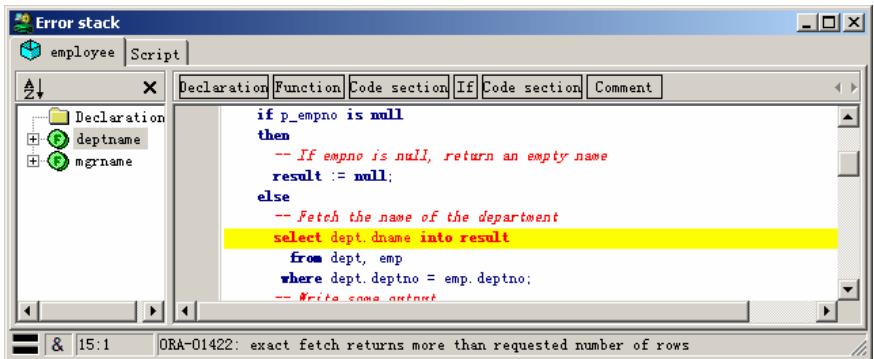 Error stack
employee Script
Declaration Function Code section If Code section Comment
Declaration
deptname
mgrname
if p_empno is null
then
-- If empno is null, return an empty name
result := null;
else
-- Fetch the name of the department
select dept.dname into result
from dept, emp
where dept.deptno = emp.deptno;
-- Write some output
& 15:1 ORA-01422: exact fetch returns more than requested number of rows